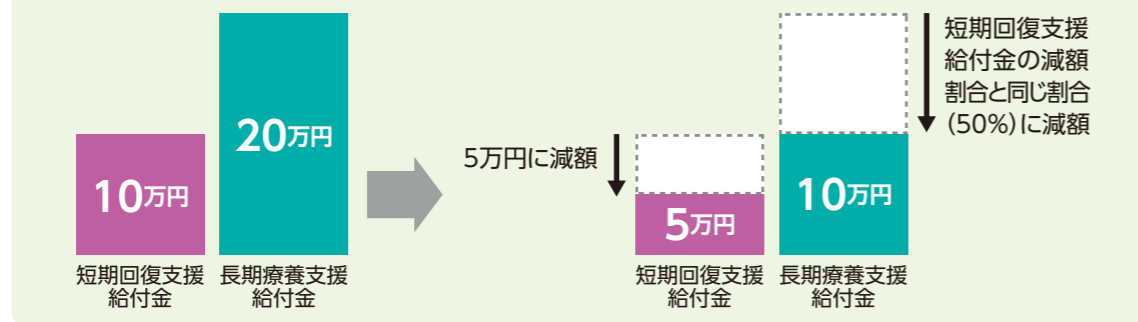 10万円
20万円
短期回復支援
給付金
長期療養支援
給付金
5万円に減額
5万円
10万円
短期回復支援
給付金
長期療養支援
給付金
短期回復支援
給付金の減額
割合と同じ割合
(50%)に減額